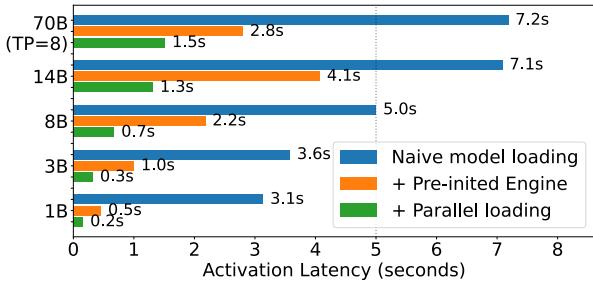 70B
(TP=8)
7.2s
2.8s
1.5s
14B
7.1s
4.1s
1.3s
8B
5.0s
2.2s
0.7s
3B
3.6s
1.0s
0.3s
1B
3.1s
0.5s
0.2s
Naive model loading
+ Pre-inited Engine
+ Parallel loading
0 1 2 3 4 5 6 7 8
Activation Latency (seconds)